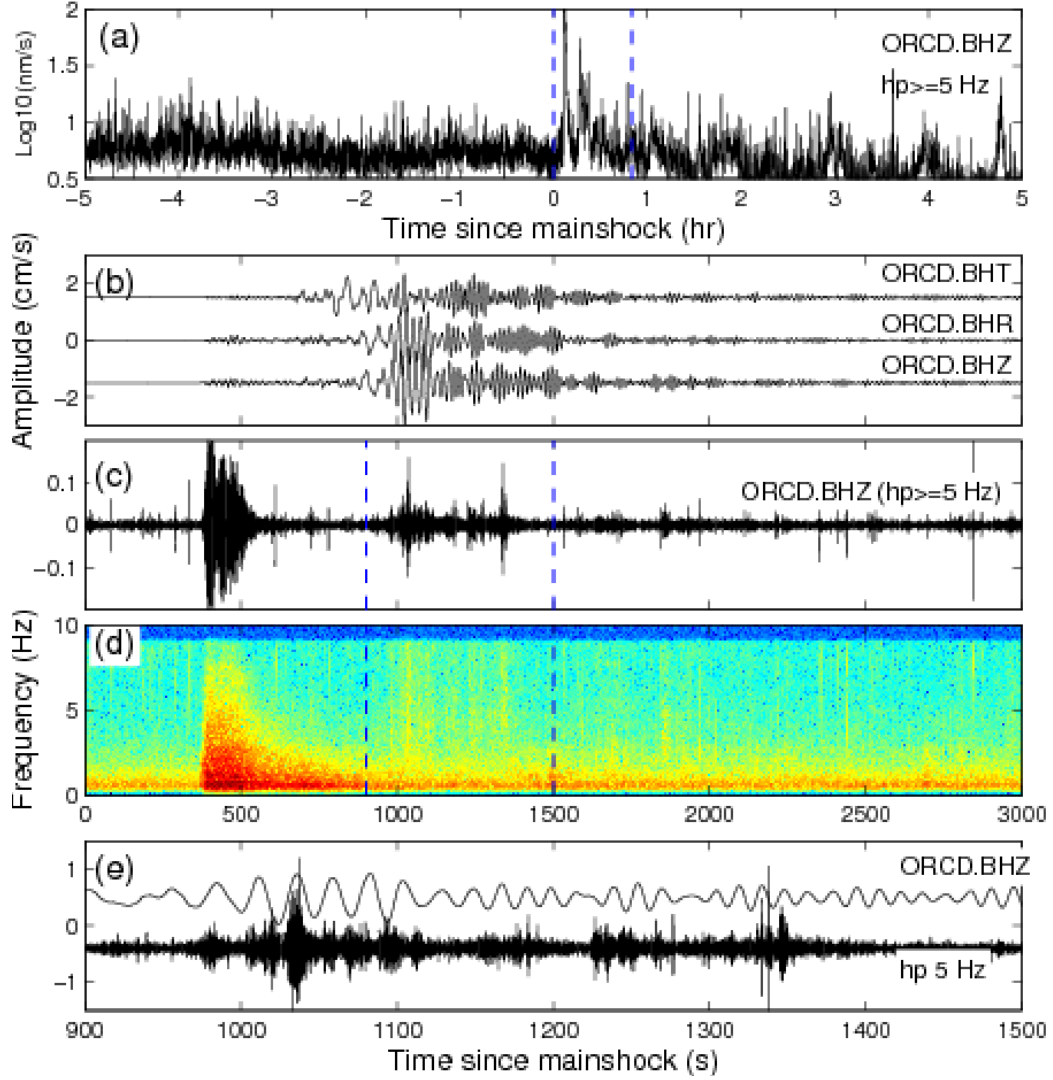 (a)
ORCD.BHZ
hp>=5 Hz
Log10(nm/s)
2
1.5
1
0.5
−5 −4 −3 −2 −1 0 1 2 3 4 5
Time since mainshock (hr)
(b)
ORCD.BHT
ORCD.BHR
ORCD.BHZ
Amplitude (cm/s)
2
0
−2
(c)
ORCD.BHZ (hp>=5 Hz)
0.1
0
−0.1
(d)
Frequency (Hz)
10
5
0
0 500 1000 1500 2000 2500 3000
(e)
ORCD.BHZ
hp 5 Hz
1
0
−1
900 1000 1100 1200 1300 1400 1500
Time since mainshock (s)